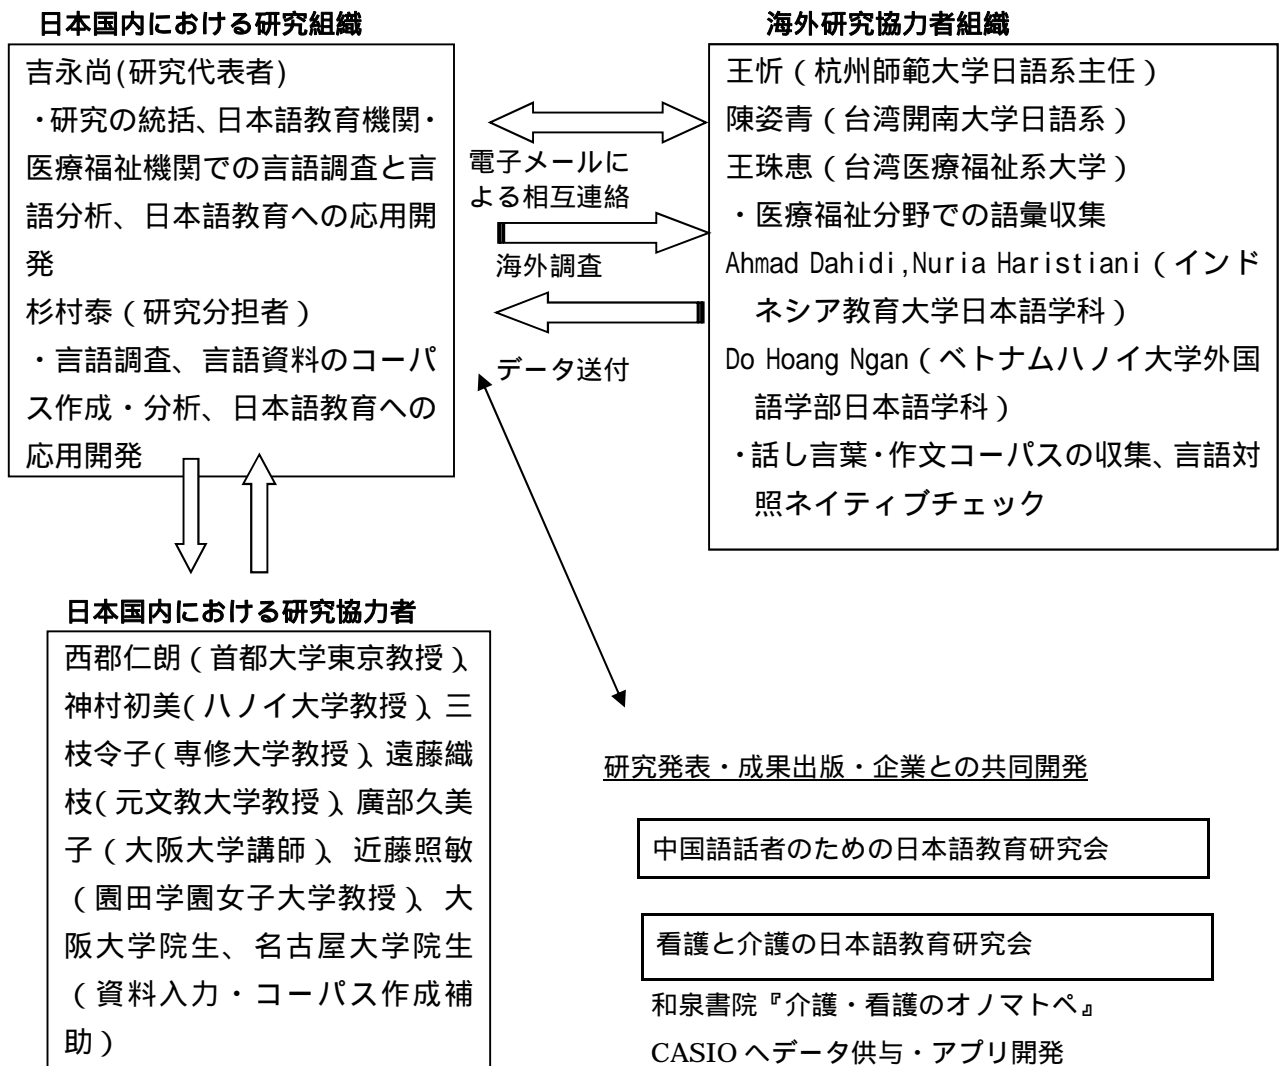 日本国内における研究組織
吉永尚(研究代表者)
・研究の統括、日本語教育機関・
医療福祉機関での言語調査と言
語分析、日本語教育への応用開
発
杉村泰（研究分担者）
・言語調査、言語資料のコーパ
ス作成・分析、日本語教育への
応用開発
電子メールに
よる相互連絡
海外調査
データ送付
海外研究協力者組織
王忻（杭州師範大学日語系主任）
陳姿青（台湾開南大学日語系）
王珠恵（台湾医療福祉系大学）
・医療福祉分野での語彙収集
Ahmad Dahidi,Nuria Haristiani（インド
ネシア教育大学日本語学科）
Do Hoang Ngan（ベトナムハノイ大学外国
語学部日本語学科）
・話し言葉・作文コーパスの収集、言語対
照ネイティブチェック
日本国内における研究協力者
西郡仁朗（首都大学東京教授）、
神村初美(ハノイ大学教授）、三
枝令子(専修大学教授）、遠藤織
枝(元文教大学教授）、廣部久美
子（大阪大学講師）、近藤照敏
（園田学園女子大学教授）、大
阪大学院生、名古屋大学院生
（資料入力・コーパス作成補
助）
研究発表・成果出版・企業との共同開発
中国語話者のための日本語教育研究会
看護と介護の日本語教育研究会
和泉書院『介護・看護のオノマトペ』
CASIO へデータ供与・アプリ開発